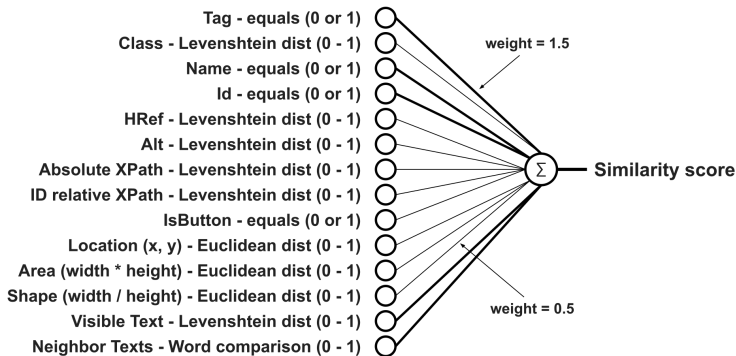 Tag - equals (0 or 1)
Class - Levenshtein dist (0 - 1)
weight = 1.5
Name - equals (0 or 1)
Id - equals (0 or 1)
HRef - Levenshtein dist (0 - 1)
Alt - Levenshtein dist (0 - 1)
Absolute XPath - Levenshtein dist (0 - 1)
Σ
Similarity score
ID relative XPath - Levenshtein dist (0 - 1)
IsButton - equals (0 or 1)
Location (x, y) - Euclidean dist (0 - 1)
Area (width * height) - Euclidean dist (0 - 1)
Shape (width / height) - Euclidean dist (0 - 1)
weight = 0.5
Visible Text - Levenshtein dist (0 - 1)
Neighbor Texts - Word comparison (0 - 1)